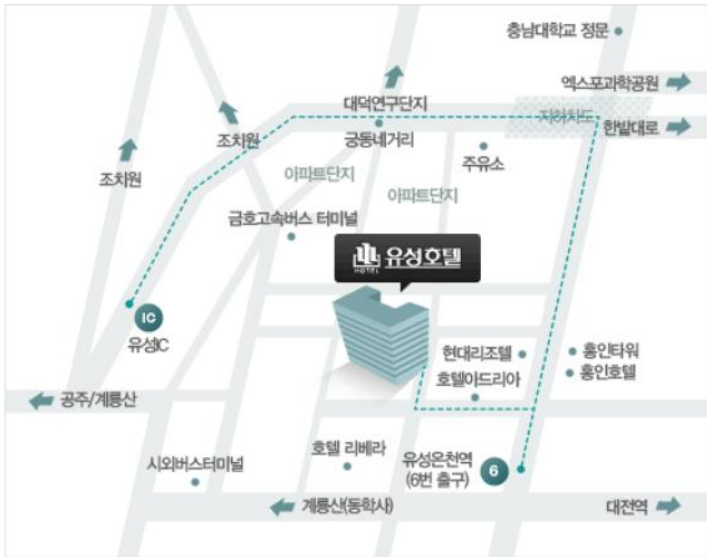 충남대학교 정문
엑스포과학공원
대덕연구단지
지하차도
한밭대로
조치원
궁동네거리
주유소
조치원
아파트단지
아파트단지
금호고속버스 터미널
HOTEL 유성호텔
IC
유성IC
현대리조텔
홍인타워
호텔아드리아
홍인호텔
공주/계룡산
호텔 리베라
유성온천역
(6번 출구)
6
시외버스터미널
계룡산(동학사)
대전역